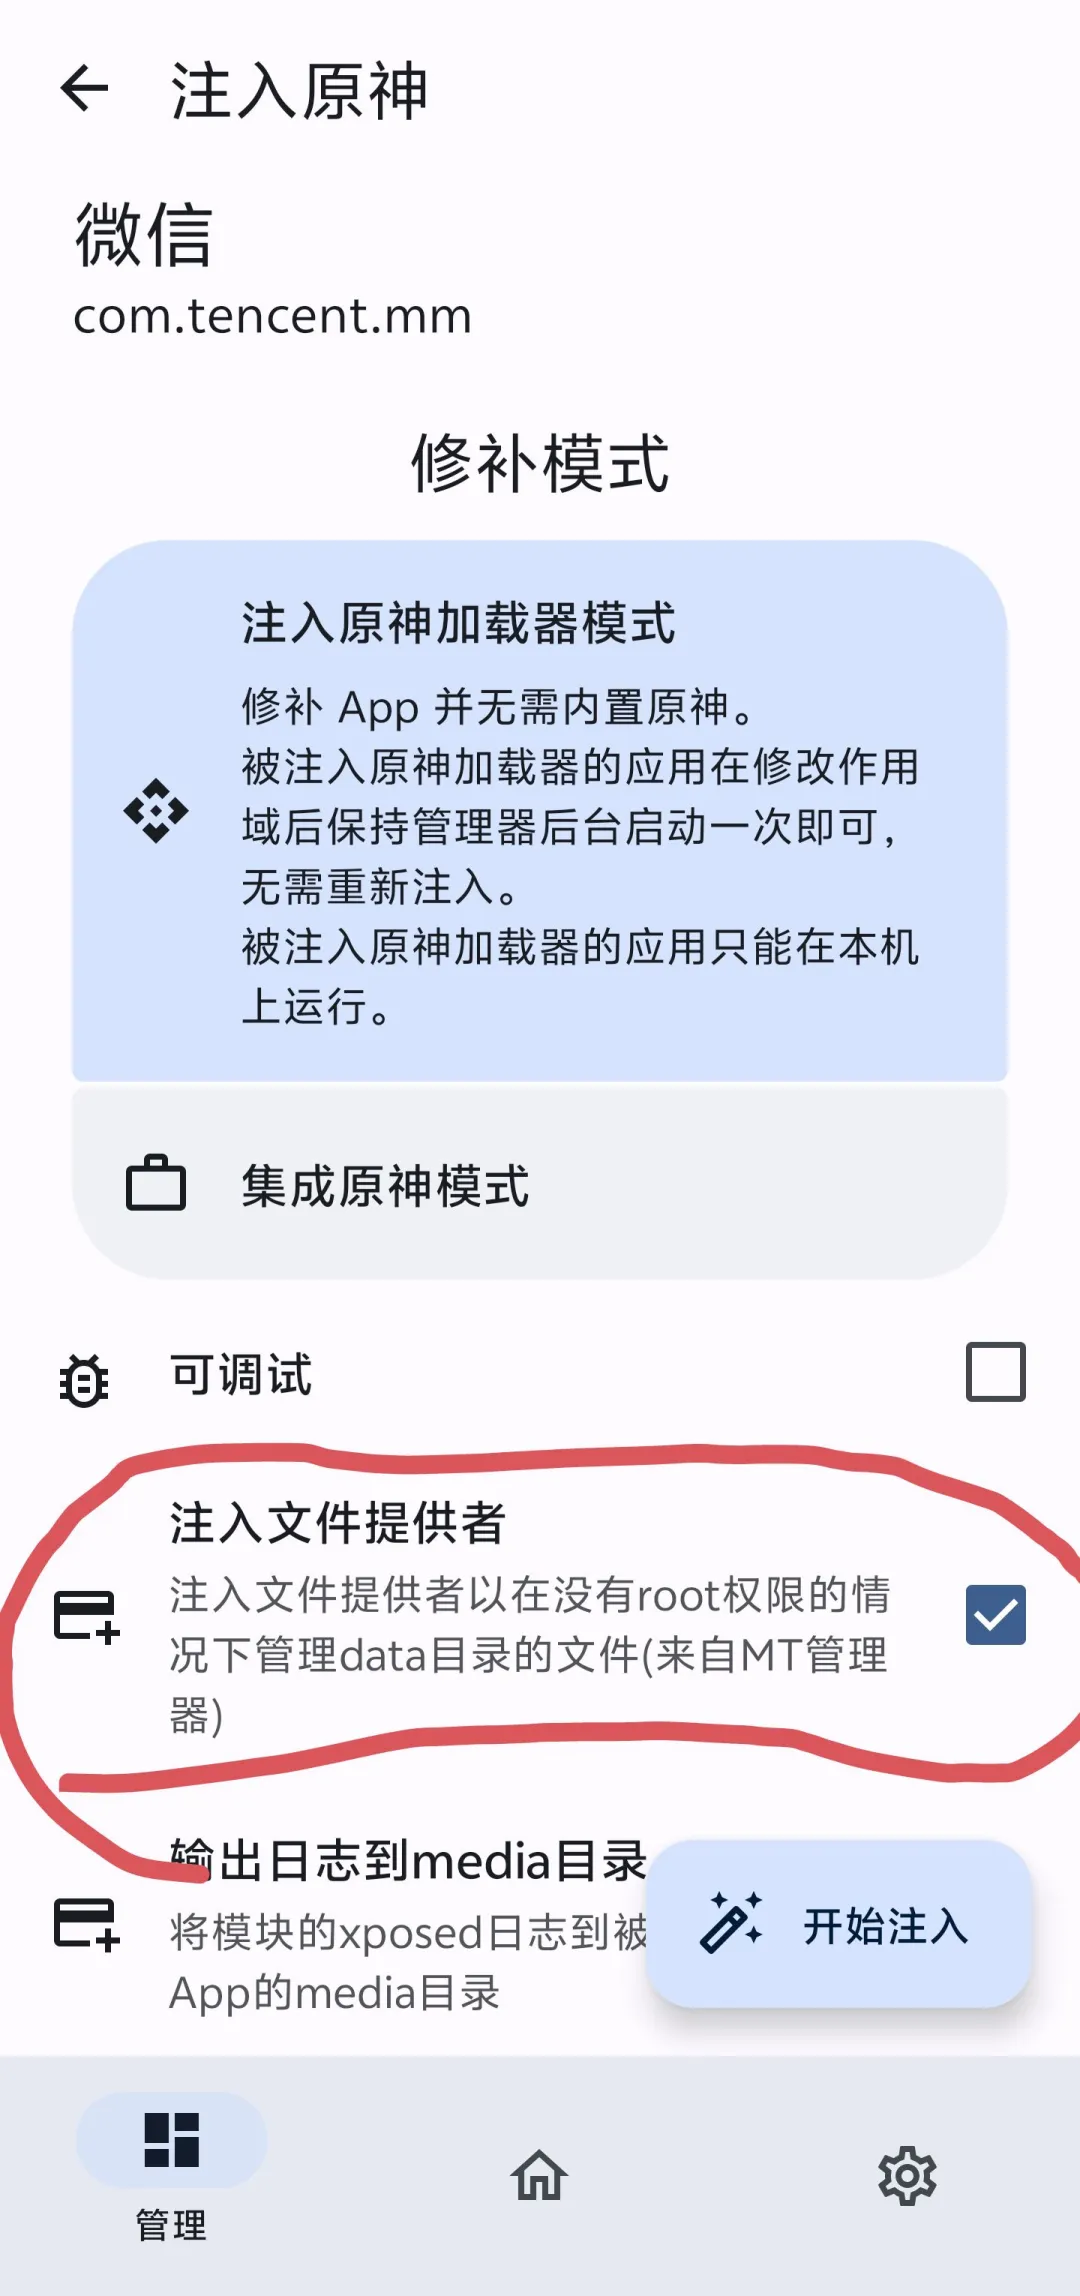 注入原神
微信
com.tencent.mm
修补模式
注入原神加载器模式
修补 App 并无需内置原神。
被注入原神加载器的应用在修改作用
域后保持管理器后台启动一次即可，
无需重新注入。
被注入原神加载器的应用只能在本机
上运行。
集成原神模式
可调试
注入文件提供者
注入文件提供者以在没有root权限的情
况下管理data目录的文件(来自MT管理
器)
输出日志到media目录
将模块的xposed日志到被
App的media目录
开始注入
管理